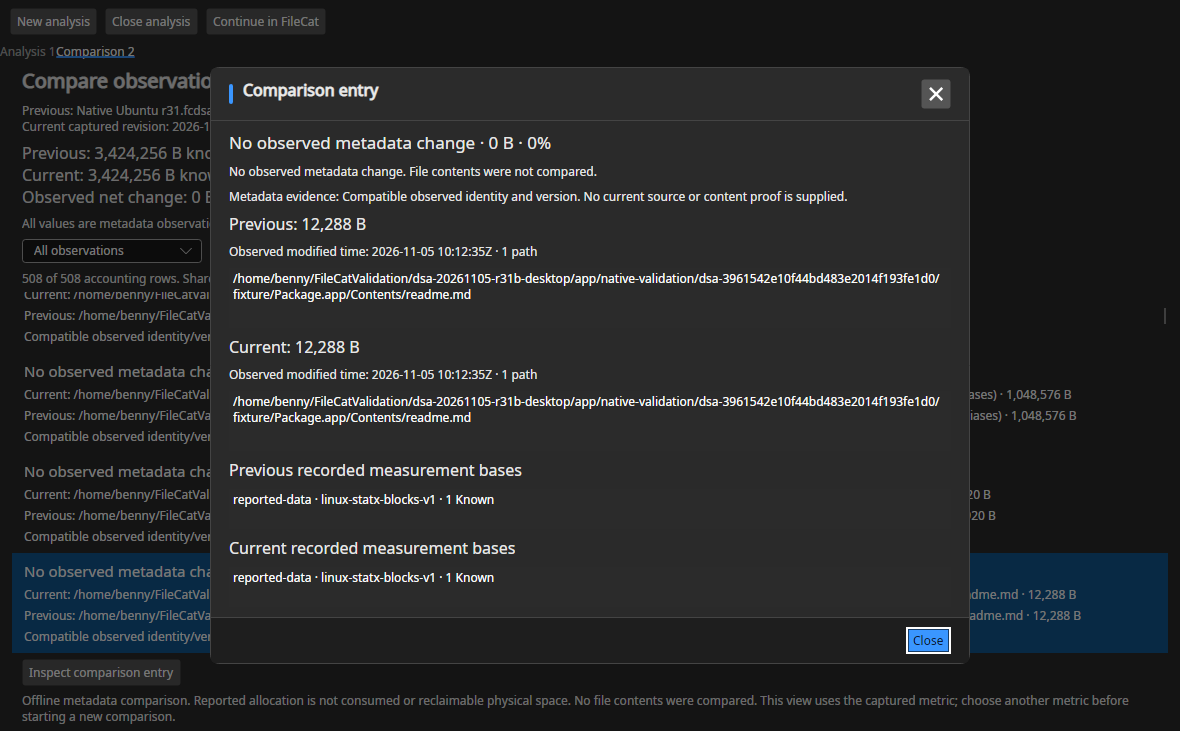 New analysis
Close analysis
Continue in FileCat
Analysis 1
Comparison 2
Compare observatio
Previous: Native Ubuntu r31.fcdsa
Current captured revision: 2026-1
Previous: 3,424,256 B kno
Current: 3,424,256 B know
Observed net change: 0 B
All values are metadata observati
All observations
508 of 508 accounting rows. Share
Current: /home/benny/FileCatValid
Previous: /home/benny/FileCatVa
Compatible observed identity/ver
No observed metadata cha
Current: /home/benny/FileCatVal
ases) · 1,048,576 B
Previous: /home/benny/FileCatVa
iases) · 1,048,576 B
Compatible observed identity/ver
No observed metadata cha
Current: /home/benny/FileCatVal
20 B
Previous: /home/benny/FileCatVa
920 B
Compatible observed identity/ver
No observed metadata cha
Current: /home/benny/FileCatVal
dme.md · 12,288 B
Previous: /home/benny/FileCatVa
adme.md · 12,288 B
Compatible observed identity/ver
Inspect comparison entry
Offline metadata comparison. Reported allocation is not consumed or reclaimable physical space. No file contents were compared. This view uses the captured metric; choose another metric before
starting a new comparison.
Comparison entry
No observed metadata change · 0 B · 0%
No observed metadata change. File contents were not compared.
Metadata evidence: Compatible observed identity and version. No current source or content proof is supplied.
Previous: 12,288 B
Observed modified time: 2026-11-05 10:12:35Z · 1 path
/home/benny/FileCatValidation/dsa-20261105-r31b-desktop/app/native-validation/dsa-3961542e10f44bd483e2014f193fe1d0/
fixture/Package.app/Contents/readme.md
Current: 12,288 B
Observed modified time: 2026-11-05 10:12:35Z · 1 path
/home/benny/FileCatValidation/dsa-20261105-r31b-desktop/app/native-validation/dsa-3961542e10f44bd483e2014f193fe1d0/
fixture/Package.app/Contents/readme.md
Previous recorded measurement bases
reported-data · linux-statx-blocks-v1 · 1 Known
Current recorded measurement bases
reported-data · linux-statx-blocks-v1 · 1 Known
Close